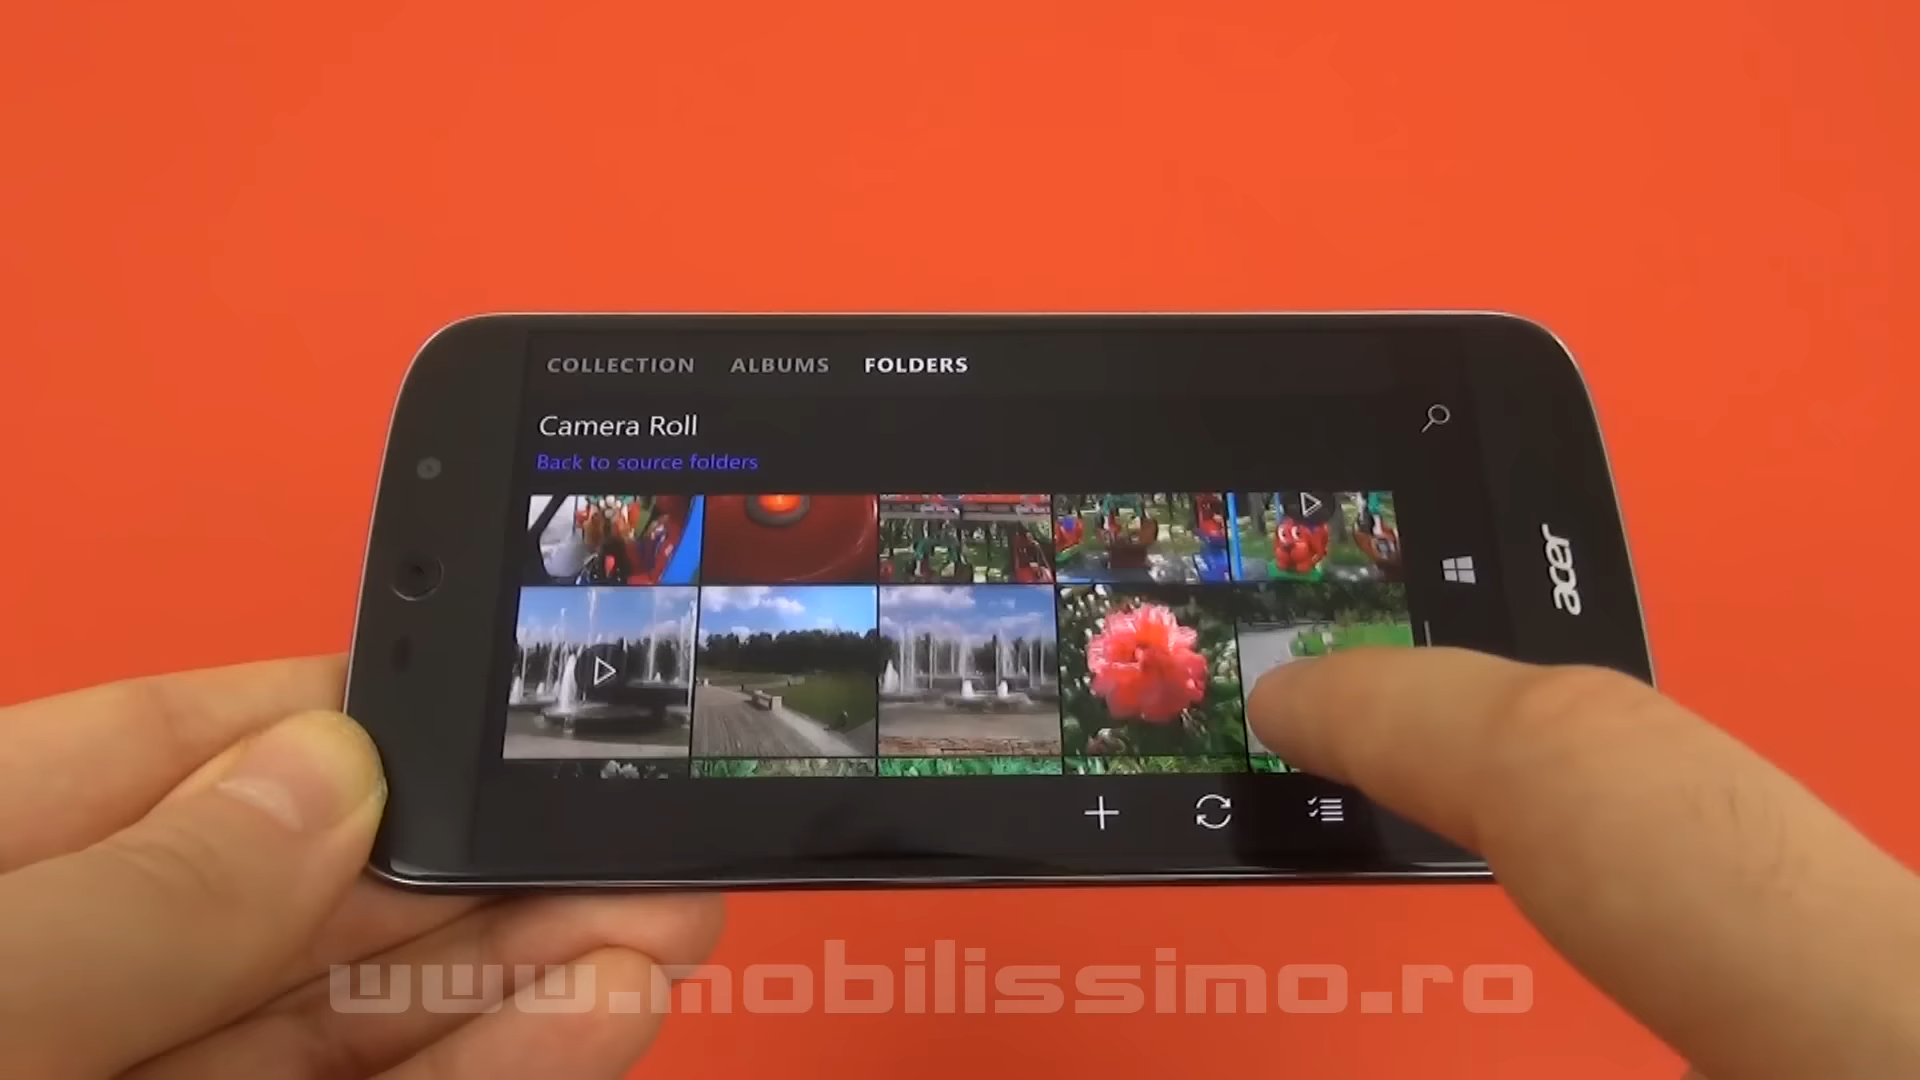 COLLECTION ALBUMS FOLDERS
Camera Roll
Back to source folders
acer
www.mobilissimo.ro